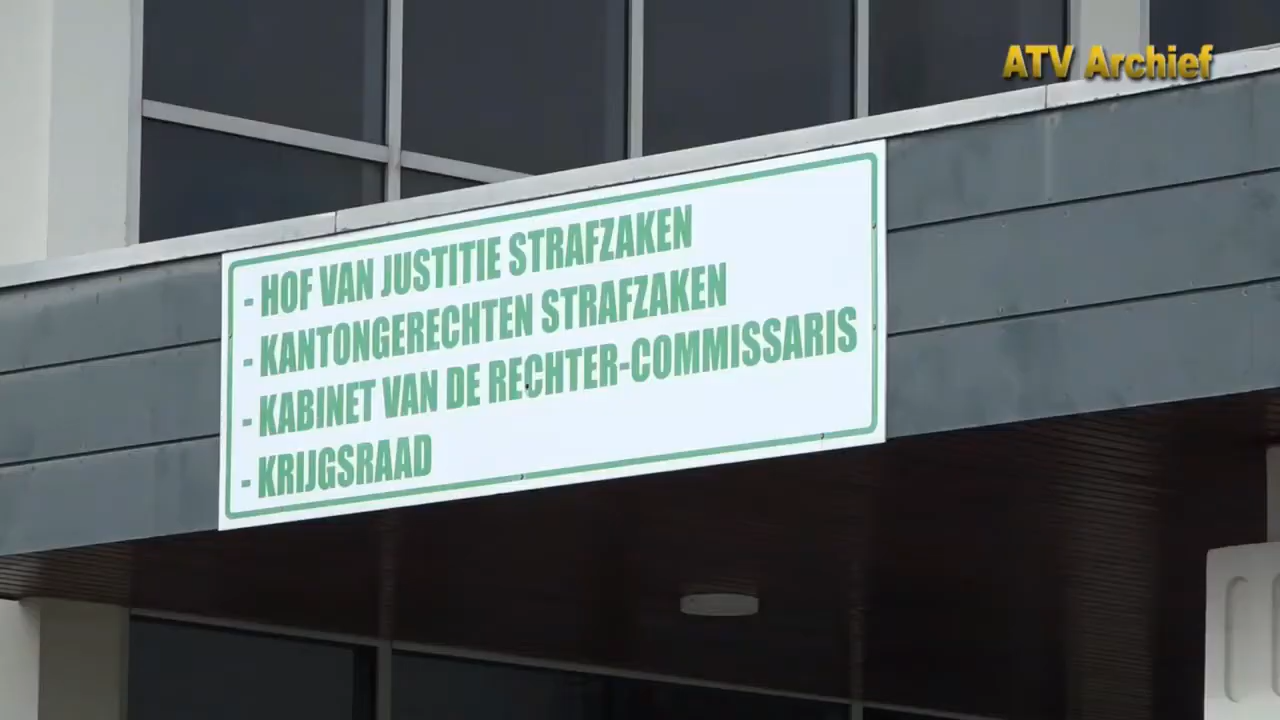 ATV Archief
- HOF VAN JUSTITIE STRAFZAKEN
- KANTONGERECHTEN STRAFZAKEN
- KABINET VAN DE RECHTER-COMMISSARIS
- KRIJGSRAAD